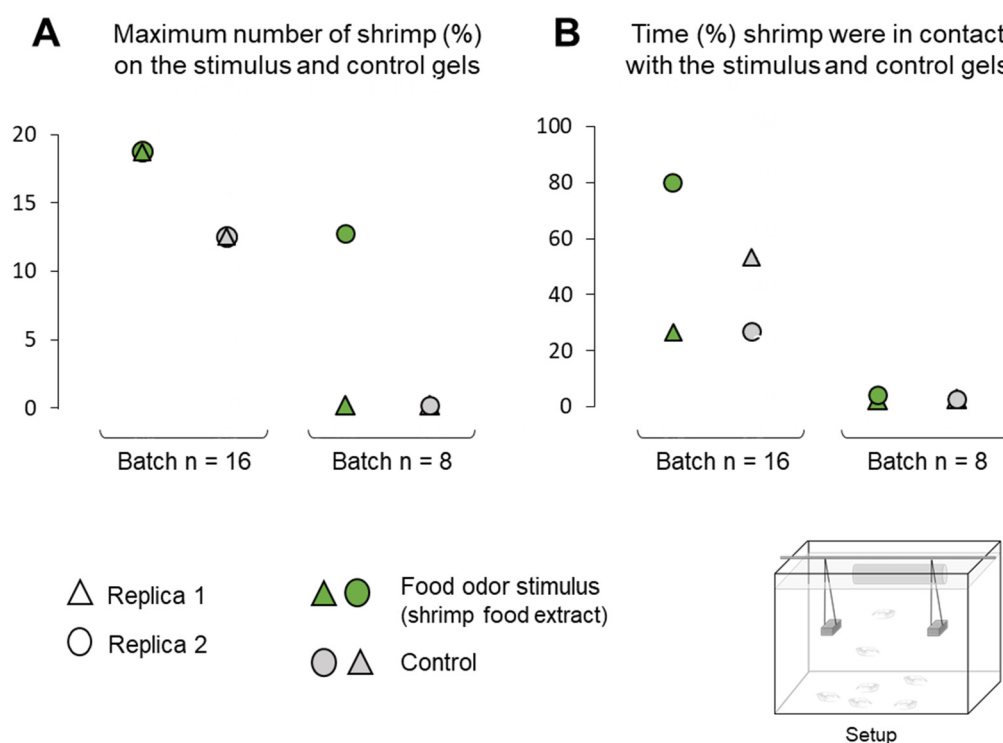 A
Maximum number of shrimp (%)
on the stimulus and control gels
20
15
10
5
0
Batch n = 16
Batch n = 8
B
Time (%) shrimp were in contact
with the stimulus and control gels
100
80
60
40
20
0
Batch n = 16
Batch n = 8
Replica 1
Replica 2
Food odor stimulus
(shrimp food extract)
Control
Setup